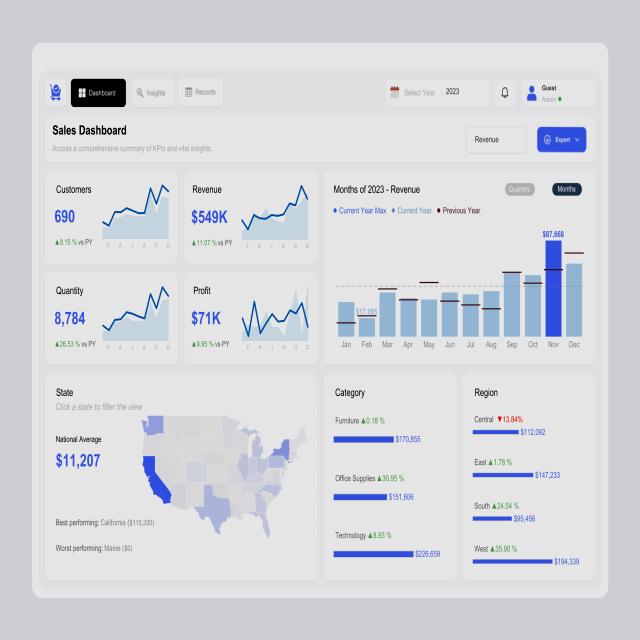 Dashboard
Insights
Records
Select Year 2023
Guest
Admin
Sales Dashboard
Access a comprehensive summary of KPIs and vital insights.
Revenue
Export
Customers
690
▲8.15 % vs PY
F A J A O D
Revenue
$549K
▲11.07 % vs PY
F A J A O D
Months of 2023 - Revenue
Quarters
Months
Current Year Max
Current Year
Previous Year
$87,668
$17,095
Jan Feb Mar Apr May Jun Jul Aug Sep Oct Nov Dec
Quantity
8,784
▲26.53 % vs PY
F A J A O D
Profit
$71K
▲9.95 % vs PY
F A J A O D
State
Click a state to filter the view
National Average
$11,207
Best performing: California ($115,330)
Worst performing: Maine ($0)
Category
Furniture ▲0.18 %
$170,855
Office Supplies ▲30.95 %
$151,606
Technology ▲8.93 %
$226,659
Region
Central ▼13.84%
$112,092
East ▲1.78 %
$147,233
South ▲24.54 %
$95,456
West ▲35.90 %
$194,339